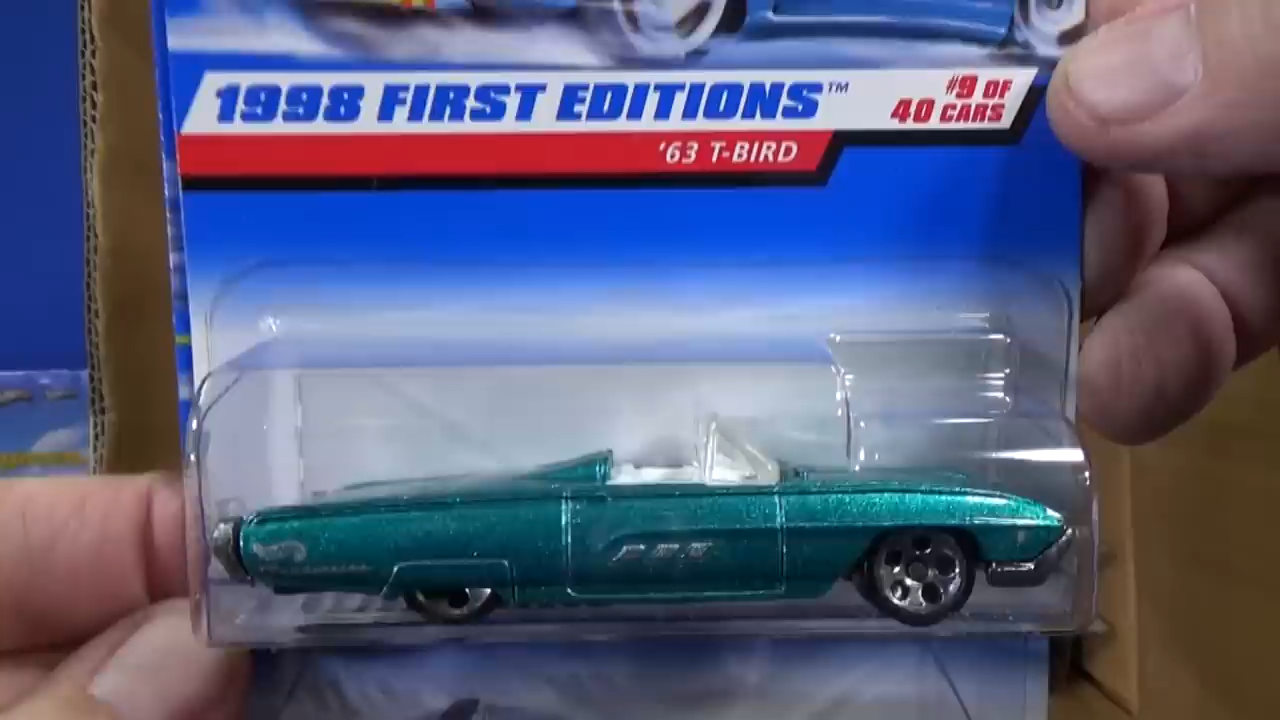 1998 FIRST EDITIONS™
#9 OF
40 CARS
'63 T-BIRD